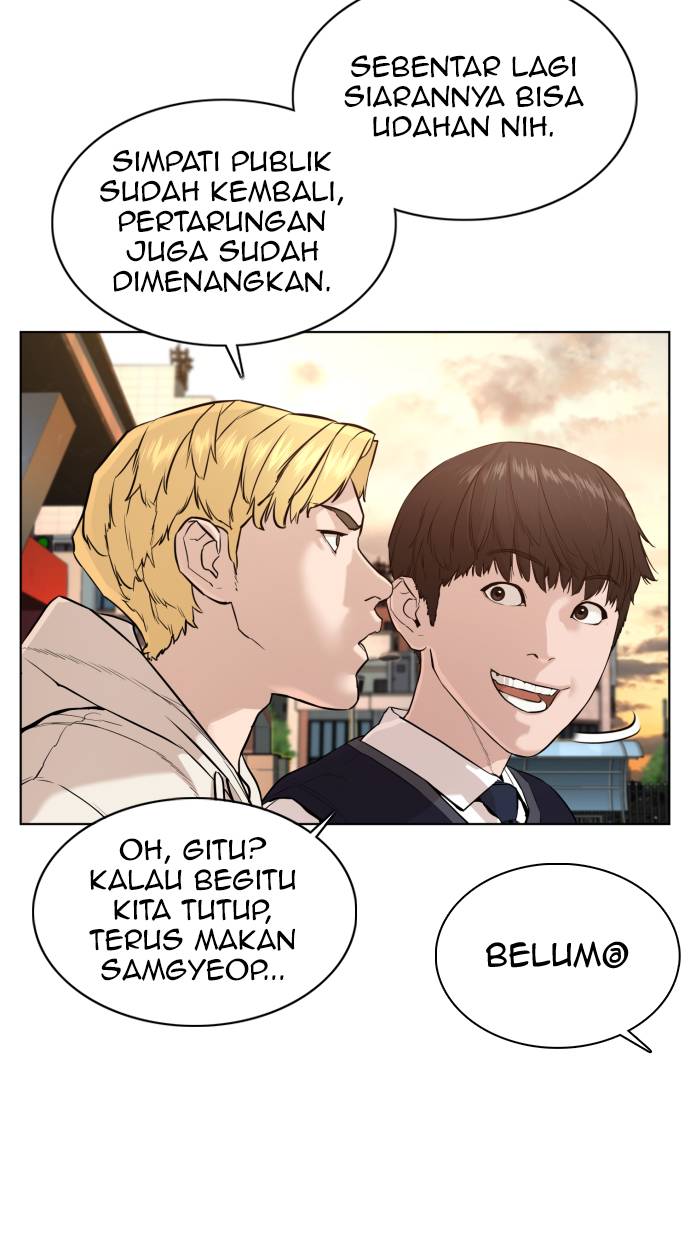 SEBENTAR LAGI
SIARANNYA BISA
UDAHAN NIH.
SIMPATI PUBLIK
SUDAH KEMBALI,
PERTARUNGAN
JUGA SUDAH
DIMENANGKAN.
OH, GITU?
KALAU BEGITU
KITA TUTUP,
TERUS MAKAN
SAMGYEOP...
BELUM@